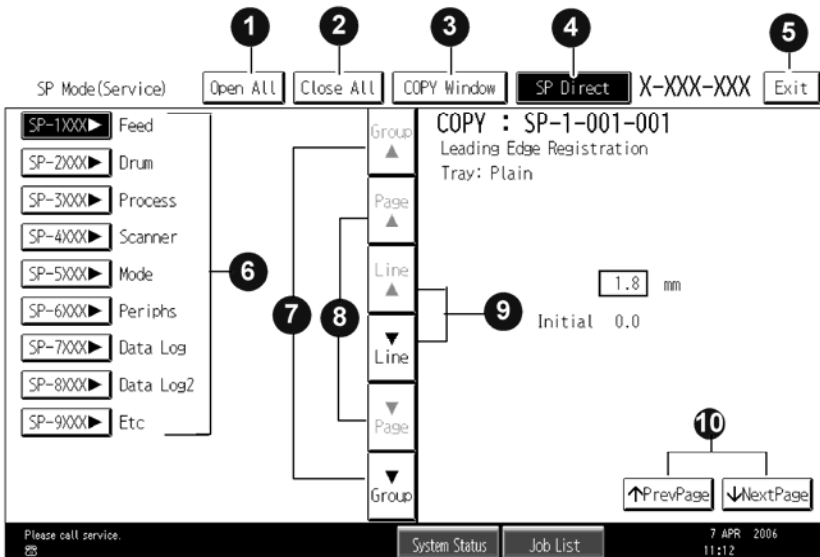 1 2 3 4 5
SP Mode(Service) Open All Close All COPY Window SP Direct X-XXX-XXX Exit
SP-1XXX▶ Feed
SP-2XXX▶ Drum
SP-3XXX▶ Process
SP-4XXX▶ Scanner
SP-5XXX▶ Mode
SP-6XXX▶ Periphs
SP-7XXX▶ Data Log
SP-8XXX▶ Data Log2
SP-9XXX▶ Etc
6
7
8
Group
▲
Page
▲
Line
▲
▼
Line
▼
Page
▼
Group
9
COPY : SP-1-001-001
Leading Edge Registration
Tray: Plain
1.8 mm
Initial 0.0
10
↑PrevPage ↓NextPage
Please call service.
System Status Job List
7 APR 2006
11:12